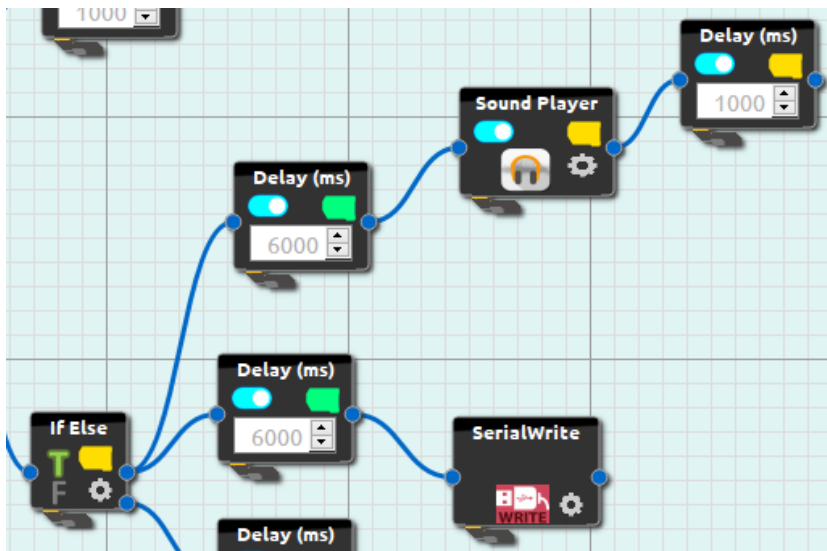 1000
Delay (ms)
1000
Sound Player
Delay (ms)
6000
Delay (ms)
6000
If Else
T
F
SerialWrite
WRITE
Delay (ms)